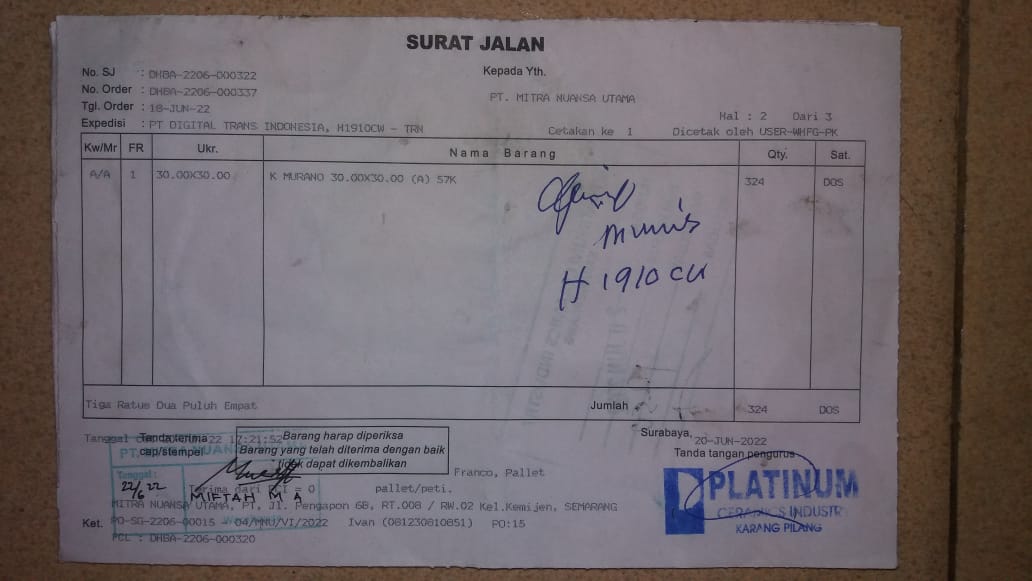 SURAT JALAN
No. SJ : DHBA-2206-000322
Kepada Yth.
No. Order : DHBA-2206-000337
PT. MITRA NUANSA UTAMA
Tgl. Order : 18-JUN-22
Hal : 2 Dari 3
Expedisi : PT DIGITAL TRANS INDONESIA, H1910CW - TRN Cetakan ke 1 Dicetak oleh USER-WHFG-PK
Kw/Mr FR Ukr. Nama Barang Qty. Sat.
A/A 1 30.00X30.00 K MURANO 30.00X30.00 (A) 57K 324 DOS
H 1910 CW
Tiga Ratus Dua Puluh Empat Jumlah 324 DOS
Surabaya, 20-JUN-2022
Tanggal 22 17:21:52
Tanda terima
cap/stempel
Barang harap diperiksa
Barang yang telah diterima dengan baik
tidak dapat dikembalikan
Tanda tangan pengurus
PT. NUANSA
Tanggal :
22/6 22
MIFTAH M A
Franco, Pallet
Terima dari = 0 pallet/peti.
PLATINUM
CERAMICS INDUSTRY
KARANG PILANG
MITRA NUANSA UTAMA, PT, Jl. Pengapon 6B, RT.008 / RW.02 Kel.Kemijen, SEMARANG
Ket. PO-SG-2206-00015 - 04/MNU/VI/2022 Ivan (081230810851) PO:15
PCL : DHBA-2206-000320